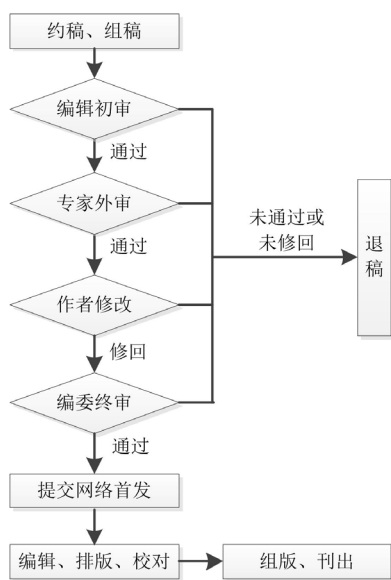 约稿、组稿
编辑初审
通过
专家外审
通过
未通过或
未修回
退
稿
作者修改
修回
编委终审
通过
提交网络首发
编辑、排版、校对
组版、刊出